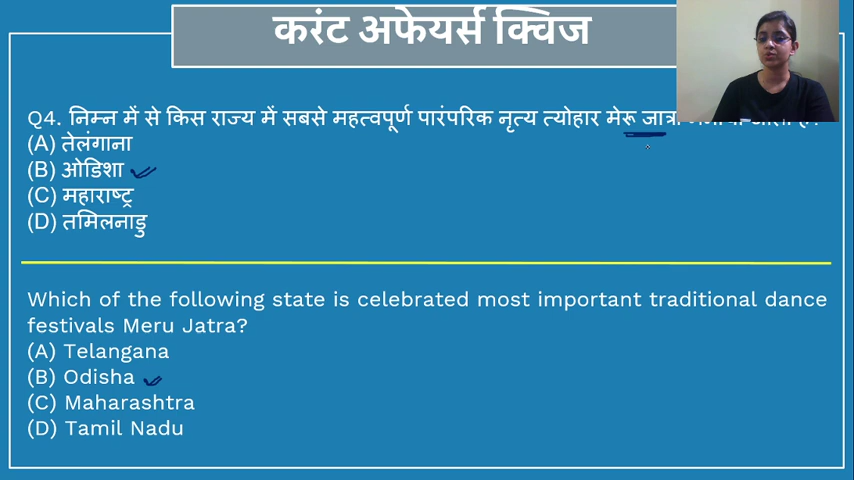 करंट अफेयर्स क्विज
Q4. निम्न में से किस राज्य में सबसे महत्वपूर्ण पारंपरिक नृत्य त्योहार मेरू जात्रा
(A) तेलंगाना
(B) ओडिशा
(C) महाराष्ट्र
(D) तमिलनाडु
Which of the following state is celebrated most important traditional dance
festivals Meru Jatra?
(A) Telangana
(B) Odisha
(C) Maharashtra
(D) Tamil Nadu